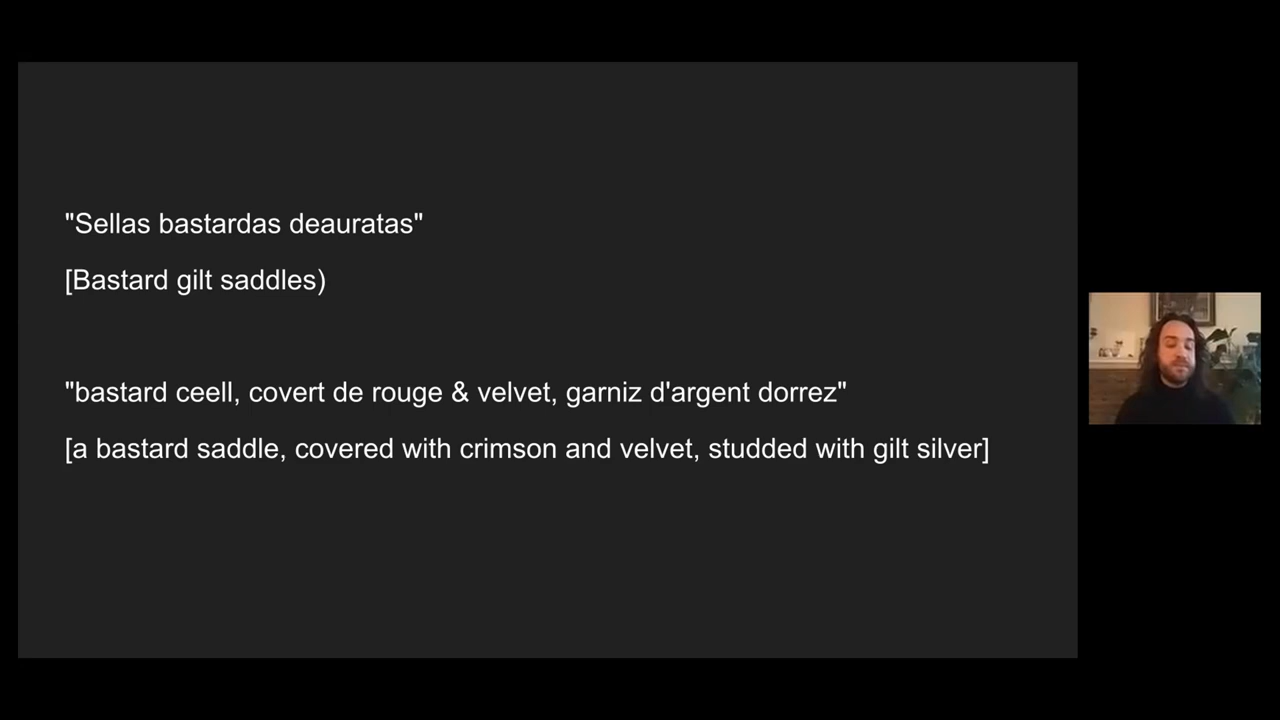 "Sellas bastardas deauratas"
[Bastard gilt saddles)
"bastard ceell, covert de rouge & velvet, garniz d'argent dorrez"
[a bastard saddle, covered with crimson and velvet, studded with gilt silver]